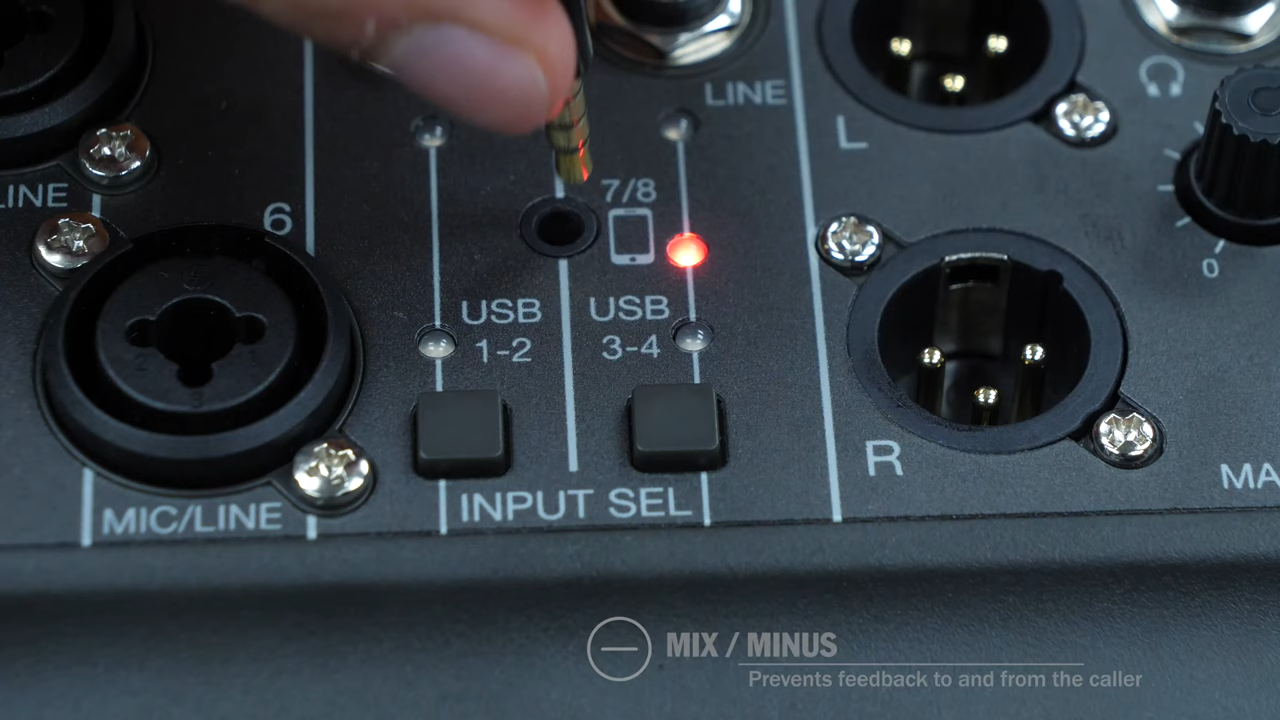 LINE
L
LINE
7/8
6
0
USB
1-2
USB
3-4
R
MIC/LINE
INPUT SEL
MA
MIX / MINUS
Prevents feedback to and from the caller